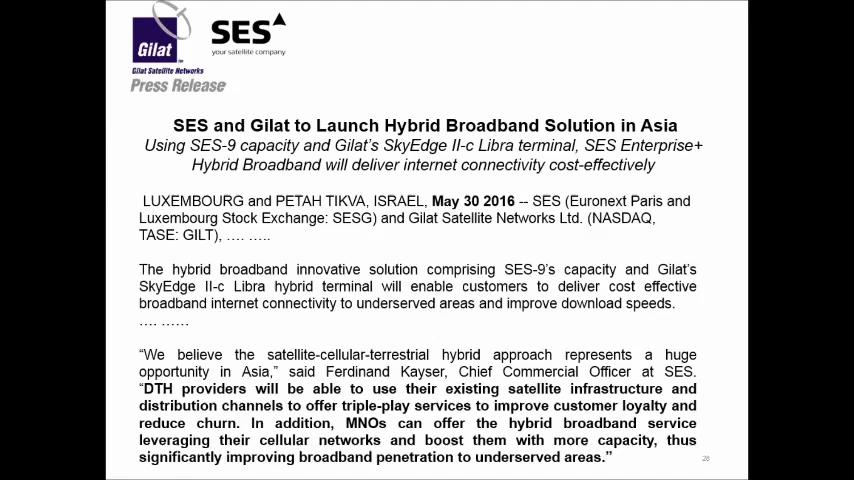 Gilat
Gilat Satellite Networks
SES
your satellite company
Press Release
SES and Gilat to Launch Hybrid Broadband Solution in Asia
Using SES-9 capacity and Gilat's SkyEdge II-c Libra terminal, SES Enterprise+
Hybrid Broadband will deliver internet connectivity cost-effectively
LUXEMBOURG and PETAH TIKVA, ISRAEL, May 30 2016 -- SES (Euronext Paris and
Luxembourg Stock Exchange: SESG) and Gilat Satellite Networks Ltd. (NASDAQ,
TASE: GILT), …. …..
The hybrid broadband innovative solution comprising SES-9's capacity and Gilat's
SkyEdge II-c Libra hybrid terminal will enable customers to deliver cost effective
broadband internet connectivity to underserved areas and improve download speeds.
…. ……
“We believe the satellite-cellular-terrestrial hybrid approach represents a huge
opportunity in Asia,” said Ferdinand Kayser, Chief Commercial Officer at SES.
“DTH providers will be able to use their existing satellite infrastructure and
distribution channels to offer triple-play services to improve customer loyalty and
reduce churn. In addition, MNOs can offer the hybrid broadband service
leveraging their cellular networks and boost them with more capacity, thus
significantly improving broadband penetration to underserved areas.”
28